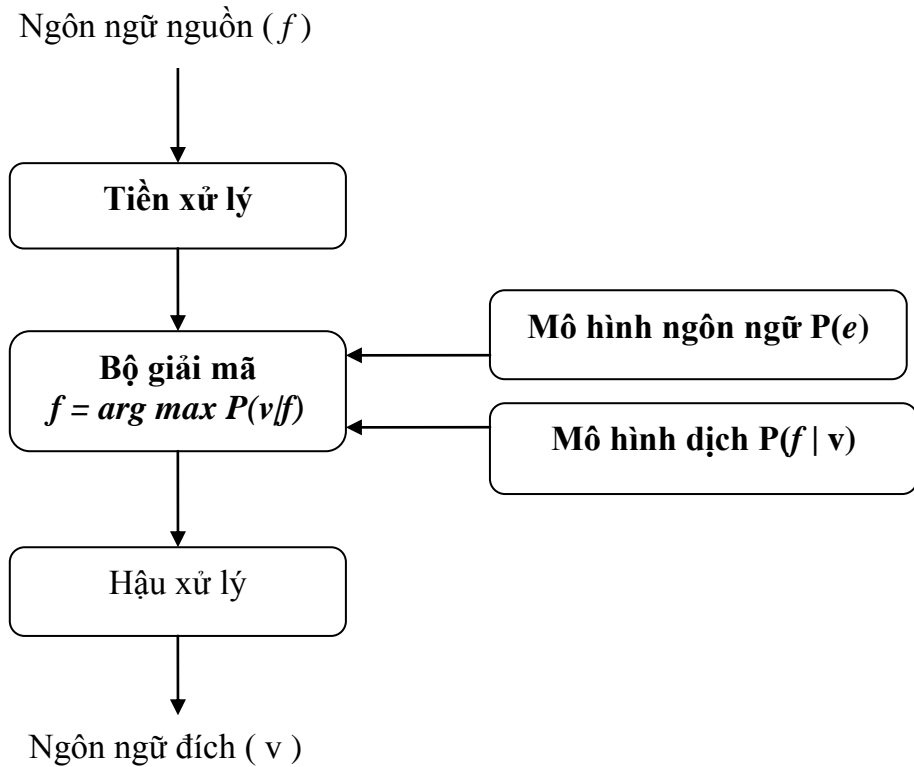 Ngôn ngữ nguồn ( f )
Tiền xử lý
Bộ giải mã
f = arg max P(v|f)
Mô hình ngôn ngữ P(e)
Mô hình dịch P(f | v)
Hậu xử lý
Ngôn ngữ đích ( v )